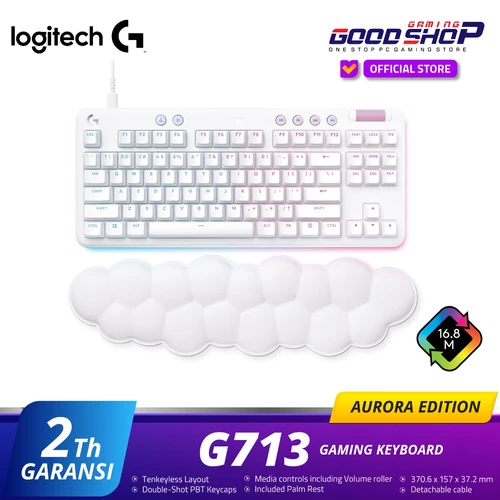 logitech G
GAMING
GOODSHOP
ONE STOP PC GAMING STORE
OFFICIAL STORE
16.8
M
AURORA EDITION
2Th
GARANSI
G713 GAMING KEYBOARD
• Tenkeyless Layout
• Double-Shot PBT Keycaps
• Media controls including Volume roller
• Included Palm Rest
• 370.6 x 157 x 37.2 mm
• Detachable cable